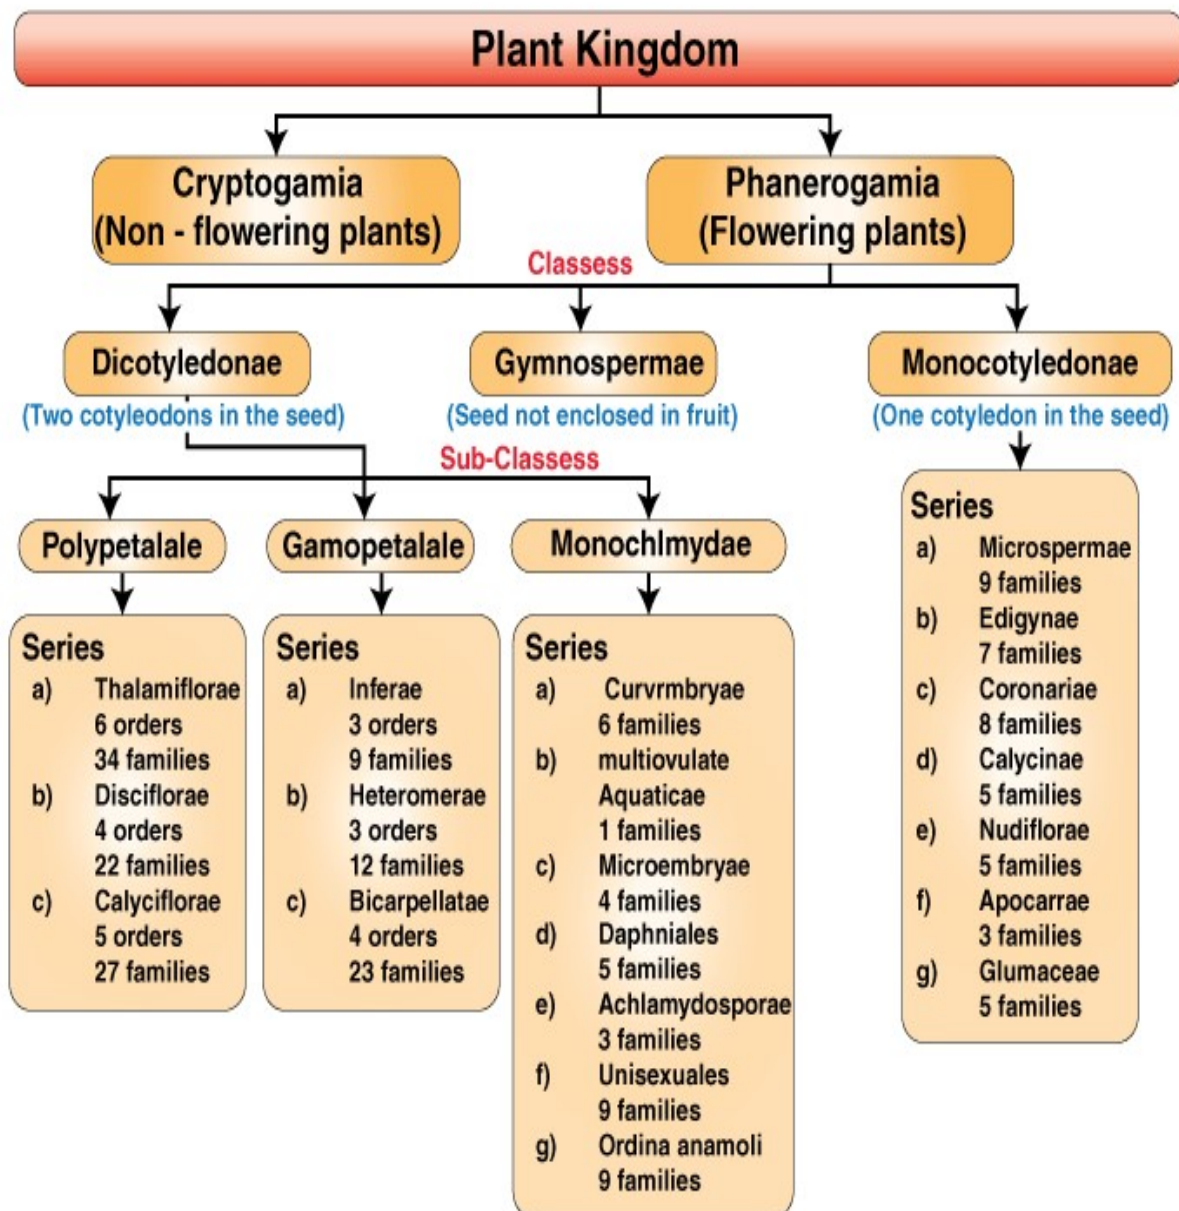 Plant Kingdom
Cryptogamia
(Non - flowering plants)
Phanerogamia
(Flowering plants)
Classess
Dicotyledonae
(Two cotyleodons in the seed)
Gymnospermae
(Seed not enclosed in fruit)
Monocotyledonae
(One cotyledon in the seed)
Sub-Classess
Polypetalale
Gamopetalale
Monochlmydae
Series
a) Thalamiflorae
6 orders
34 families
b) Disciflorae
4 orders
22 families
c) Calyciflorae
5 orders
27 families
Series
a) Inferae
3 orders
9 families
b) Heteromerae
3 orders
12 families
c) Bicarpellatae
4 orders
23 families
Series
a) Curvrmbryae
6 families
b) multiovulate
Aquaticae
1 families
c) Microembryae
4 families
d) Daphniales
5 families
e) Achlamydosporae
3 families
f) Unisexuales
9 families
g) Ordina anamoli
9 families
Series
a) Microspermae
9 families
b) Edigynae
7 families
c) Coronariae
8 families
d) Calycinae
5 families
e) Nudiflorae
5 families
f) Apocarrae
3 families
g) Glumaceae
5 families